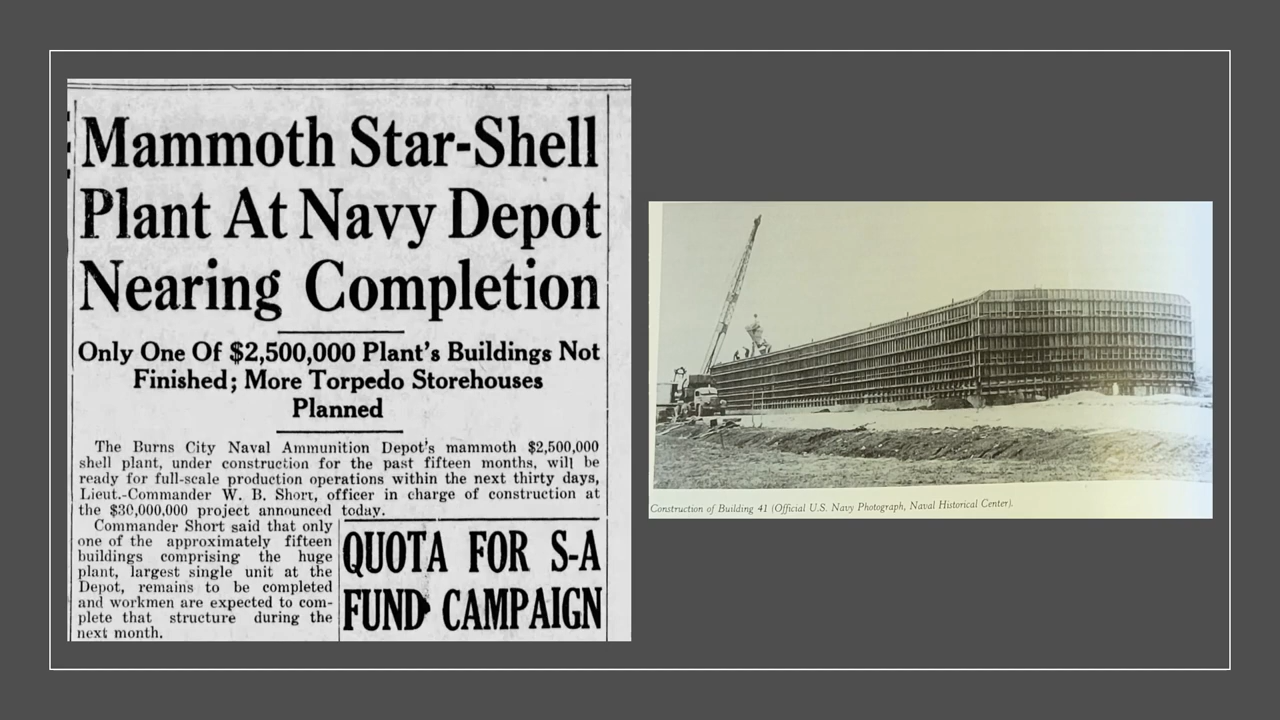 Mammoth Star-Shell
Plant At Navy Depot
Nearing Completion
Only One Of $2,500,000 Plant's Buildings Not
Finished; More Torpedo Storehouses
Planned
The Burns City Naval Ammunition Depot's mammoth $2,500,000
shell plant, under construction for the past fifteen months, will be
ready for full-scale production operations within the next thirty days,
Lieut.-Commander W. B. Short, officer in charge of construction at
the $30,000,000 project announced today.
Commander Short said that only
one of the approximately fifteen
buildings comprising the huge
plant, largest single unit at the
Depot, remains to be completed
and workmen are expected to com-
plete that structure during the
next month.
QUOTA FOR S-A
FUND CAMPAIGN
Construction of Building 41 (Official U.S. Navy Photograph, Naval Historical Center).